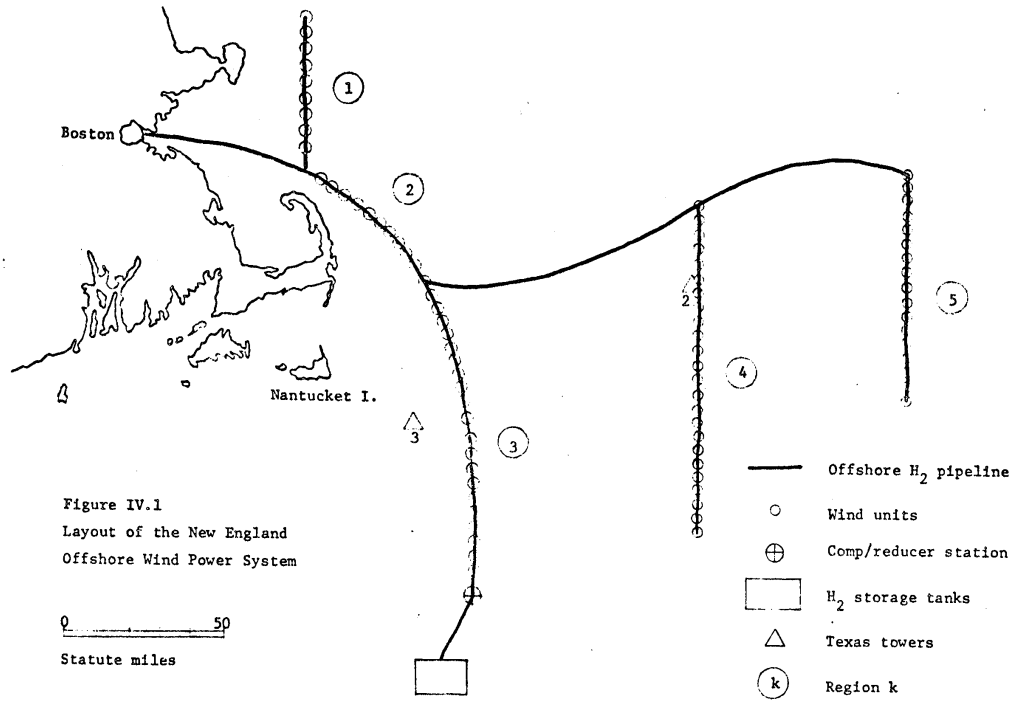 1
Boston
2
2
5
4
Nantucket I.
3
3
Figure IV.1
Layout of the New England
Offshore Wind Power System
0 50
Statute miles
Offshore H2 pipeline
Wind units
Comp/reducer station
H2 storage tanks
Texas towers
k Region k